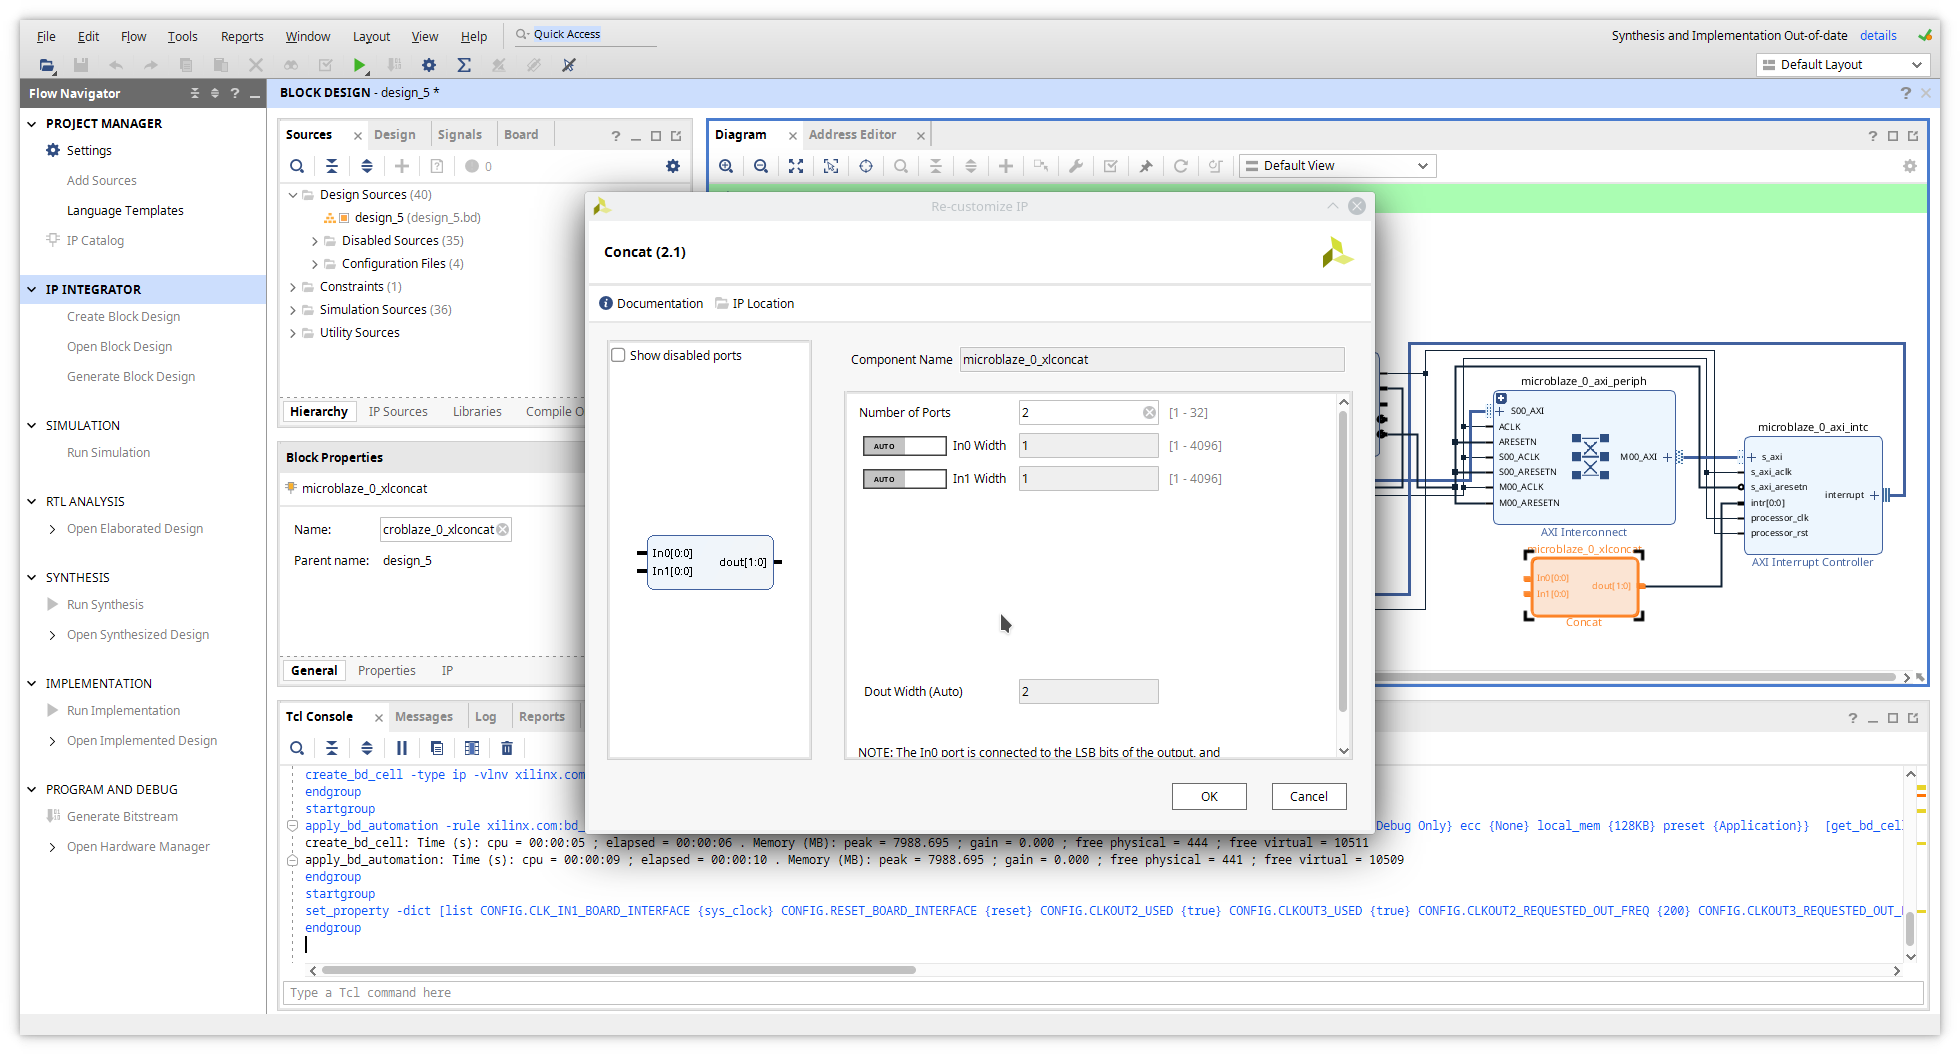 File Edit Flow Tools Reports Window Layout View Help Quick Access
Synthesis and Implementation Out-of-date details
Default Layout
Flow Navigator
BLOCK DESIGN - design_5 *
PROJECT MANAGER
Settings
Add Sources
Language Templates
IP Catalog
IP INTEGRATOR
Create Block Design
Open Block Design
Generate Block Design
SIMULATION
Run Simulation
RTL ANALYSIS
Open Elaborated Design
SYNTHESIS
Run Synthesis
Open Synthesized Design
IMPLEMENTATION
Run Implementation
Open Implemented Design
PROGRAM AND DEBUG
Generate Bitstream
Open Hardware Manager
Sources Design Signals Board
0
Design Sources (40)
design_5 (design_5.bd)
Disabled Sources (35)
Configuration Files (4)
Constraints (1)
Simulation Sources (36)
Utility Sources
Hierarchy IP Sources Libraries Compile O
Block Properties
microblaze_0_xlconcat
Name: croblaze_0_xlconcat
Parent name: design_5
General Properties IP
Diagram Address Editor
Default View
Re-customize IP
Concat (2.1)
Documentation IP Location
Show disabled ports
In0[0:0]
In1[0:0]
dout[1:0]
Component Name microblaze_0_xlconcat
Number of Ports 2 [1 - 32]
AUTO In0 Width 1 [1 - 4096]
AUTO In1 Width 1 [1 - 4096]
Dout Width (Auto) 2
NOTE: The In0 port is connected to the LSB bits of the output, and
OK Cancel
microblaze_0_axi_periph
S00_AXI
ACLK
ARESETN
S00_ACLK
S00_ARESETN
M00_ACLK
M00_ARESETN
M00_AXI
AXI Interconnect
microblaze_0_axi_intc
s_axi
s_axi_aclk
s_axi_aresetn
intr[0:0]
processor_clk
processor_rst
interrupt
AXI Interrupt Controller
microblaze_0_xlconcat
In0[0:0]
In1[0:0]
dout[1:0]
Concat
Tcl Console Messages Log Reports
create_bd_cell -type ip -vlnv xilinx.com
endgroup
startgroup
apply_bd_automation -rule xilinx.com:bd_ Debug Only} ecc {None} local_mem {128KB} preset {Application}} [get_bd_cel
create_bd_cell: Time (s): cpu = 00:00:05 ; elapsed = 00:00:06 . Memory (MB): peak = 7988.695 ; gain = 0.000 ; free physical = 444 ; free virtual = 10511
apply_bd_automation: Time (s): cpu = 00:00:09 ; elapsed = 00:00:10 . Memory (MB): peak = 7988.695 ; gain = 0.000 ; free physical = 441 ; free virtual = 10509
endgroup
startgroup
set_property -dict [list CONFIG.CLK_IN1_BOARD_INTERFACE {sys_clock} CONFIG.RESET_BOARD_INTERFACE {reset} CONFIG.CLKOUT2_USED {true} CONFIG.CLKOUT3_USED {true} CONFIG.CLKOUT2_REQUESTED_OUT_FREQ {200} CONFIG.CLKOUT3_REQUESTED_OUT_
endgroup
Type a Tcl command here